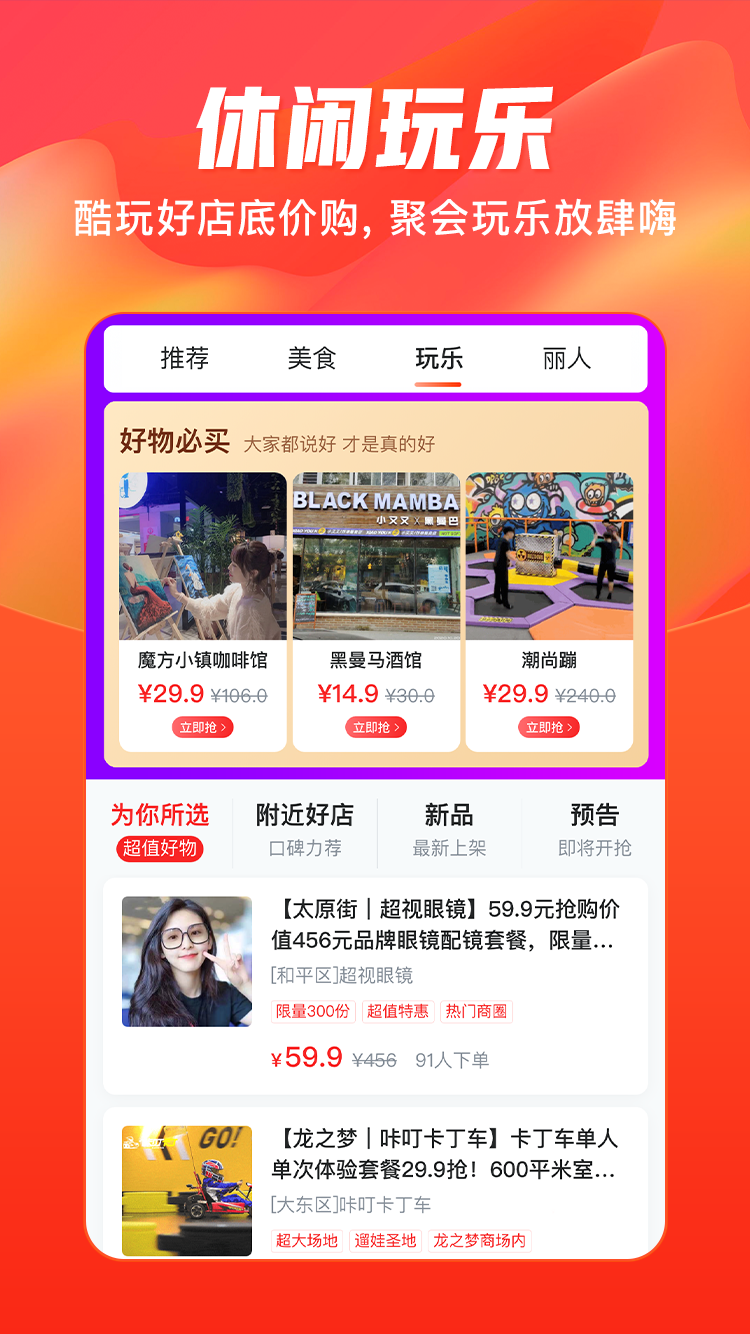 休闲玩乐
酷玩好店底价购, 聚会玩乐放肆嗨
推荐 美食 玩乐 丽人
好物必买 大家都说好 才是真的好
BLACK MAMBA
小又又 X 黑曼巴
魔方小镇咖啡馆 黑曼马酒馆 潮尚蹦
¥29.9 ¥106.0 ¥14.9 ¥30.0 ¥29.9 ¥240.0
立即抢 > 立即抢 > 立即抢 >
为你所选 附近好店 新品 预告
超值好物 口碑力荐 最新上架 即将开抢
【太原街｜超视眼镜】59.9元抢购价
值456元品牌眼镜配镜套餐，限量...
[和平区]超视眼镜
限量300份 超值特惠 热门商圈
¥59.9 ¥456 91人下单
GO!
【龙之梦｜咔叮卡丁车】卡丁车单人
单次体验套餐29.9抢！600平米室...
[大东区]咔叮卡丁车
超大场地 遛娃圣地 龙之梦商场内